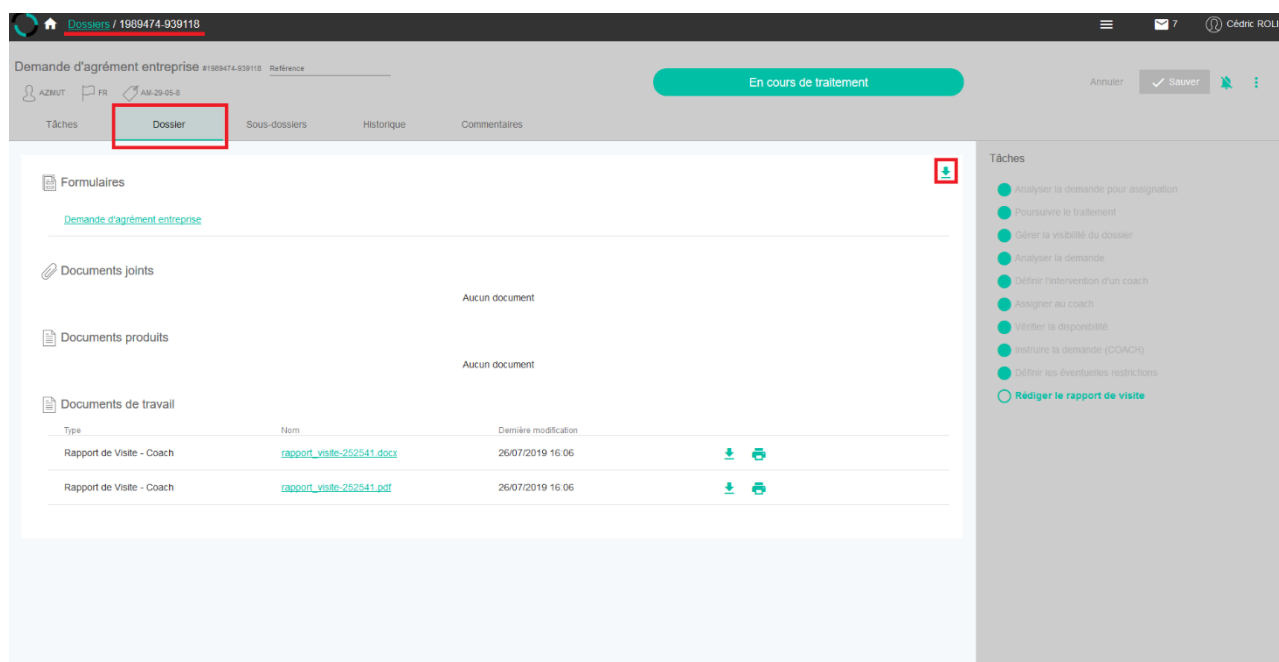 Dossiers / 1989474-939118
7
Cédric ROLI
Demande d'agrément entreprise #1989474-939118 Référence
AZIMUT FR AM-29-05-8
En cours de traitement
Annuler Sauver
Tâches Dossier Sous-dossiers Historique Commentaires
Formulaires
Demande d'agrément entreprise
Documents joints
Aucun document
Documents produits
Aucun document
Documents de travail
Type Nom Dernière modification
Rapport de Visite - Coach rapport_visite-252541.docx 26/07/2019 16:06
Rapport de Visite - Coach rapport_visite-252541.pdf 26/07/2019 16:06
Tâches
Analyser la demande pour assignation
Poursuivre le traitement
Gérer la visibilité du dossier
Analyser la demande
Définir l'intervention d'un coach
Assigner au coach
Vérifier la disponibilité
Instruire la demande (COACH)
Définir les éventuelles restrictions
Rédiger le rapport de visite